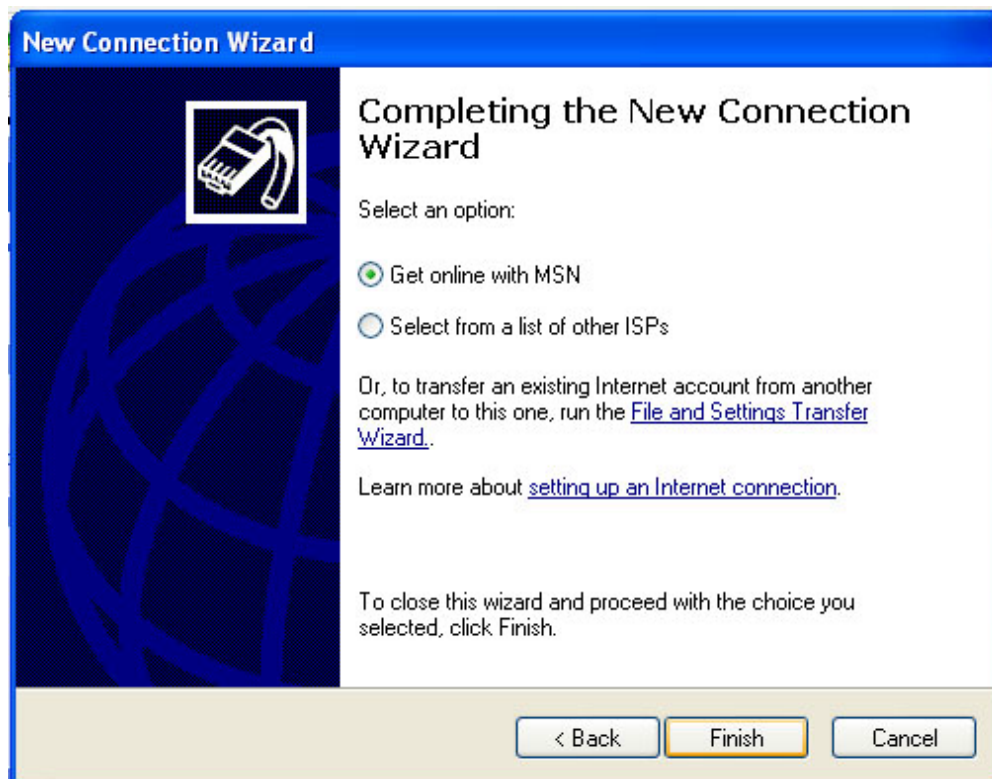 New Connection Wizard
Completing the New Connection
Wizard
Select an option:
Get online with MSN
Select from a list of other ISPs
Or, to transfer an existing Internet account from another
computer to this one, run the File and Settings Transfer
Wizard..
Learn more about setting up an Internet connection.
To close this wizard and proceed with the choice you
selected, click Finish.
< Back
Finish
Cancel